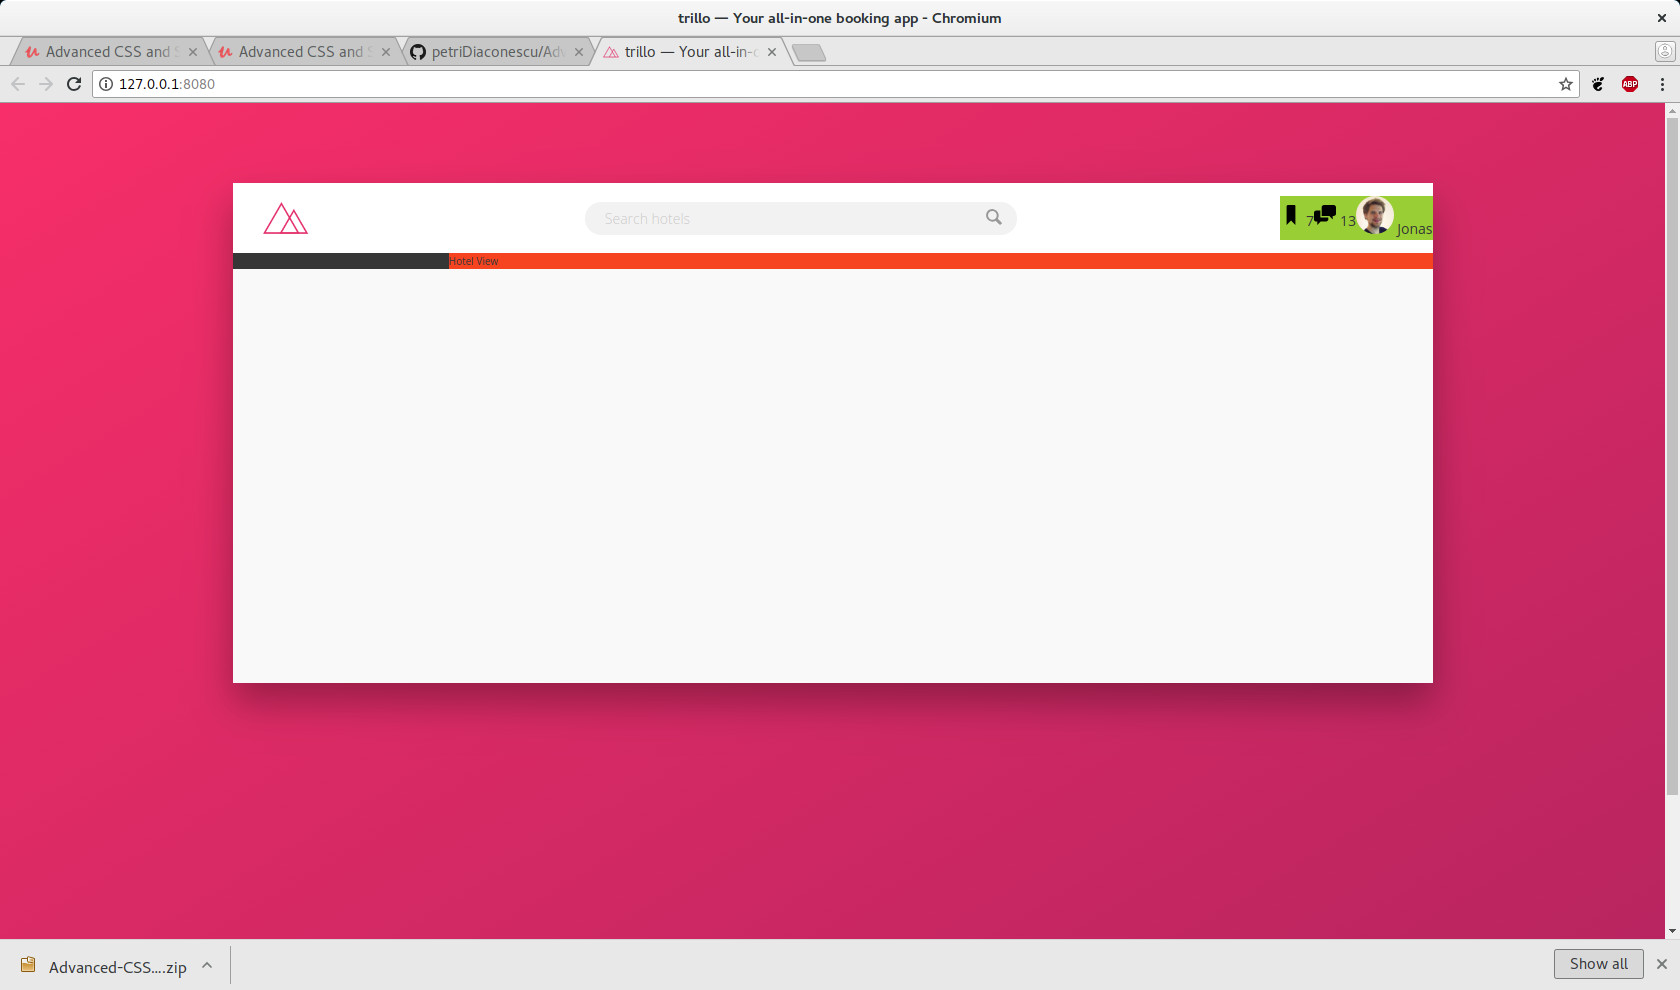 trillo — Your all-in-one booking app - Chromium
Advanced CSS and S
Advanced CSS and S
petriDiaconescu/Adv
trillo — Your all-in-o
127.0.0.1:8080
ABP
Search hotels
7
13
Jonas
Hotel View
Advanced-CSS....zip
Show all